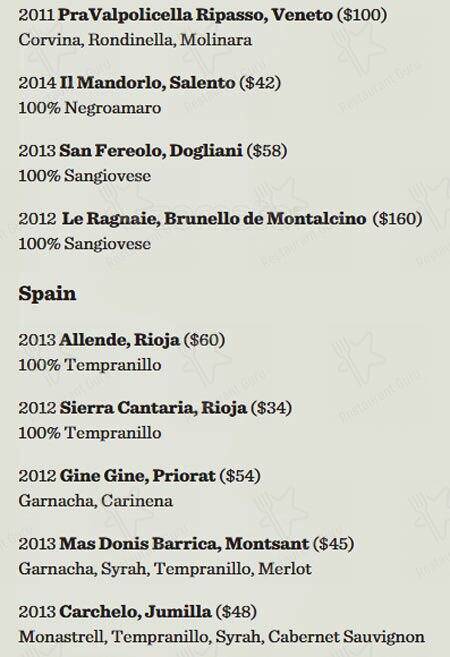 2011 PraValpolicella Ripasso, Veneto ($100)
Corvina, Rondinella, Molinara
2014 Il Mandorlo, Salento ($42)
100% Negroamaro
2013 San Fereolo, Dogliani ($58)
100% Sangiovese
2012 Le Ragnaie, Brunello de Montalcino ($160)
100% Sangiovese
Spain
2013 Allende, Rioja ($60)
100% Tempranillo
2012 Sierra Cantaria, Rioja ($34)
100% Tempranillo
2012 Gine Gine, Priorat ($54)
Garnacha, Carinena
2013 Mas Donis Barrica, Montsant ($45)
Garnacha, Syrah, Tempranillo, Merlot
2013 Carchelo, Jumilla ($48)
Monastrell, Tempranillo, Syrah, Cabernet Sauvignon
Restaurant Guru